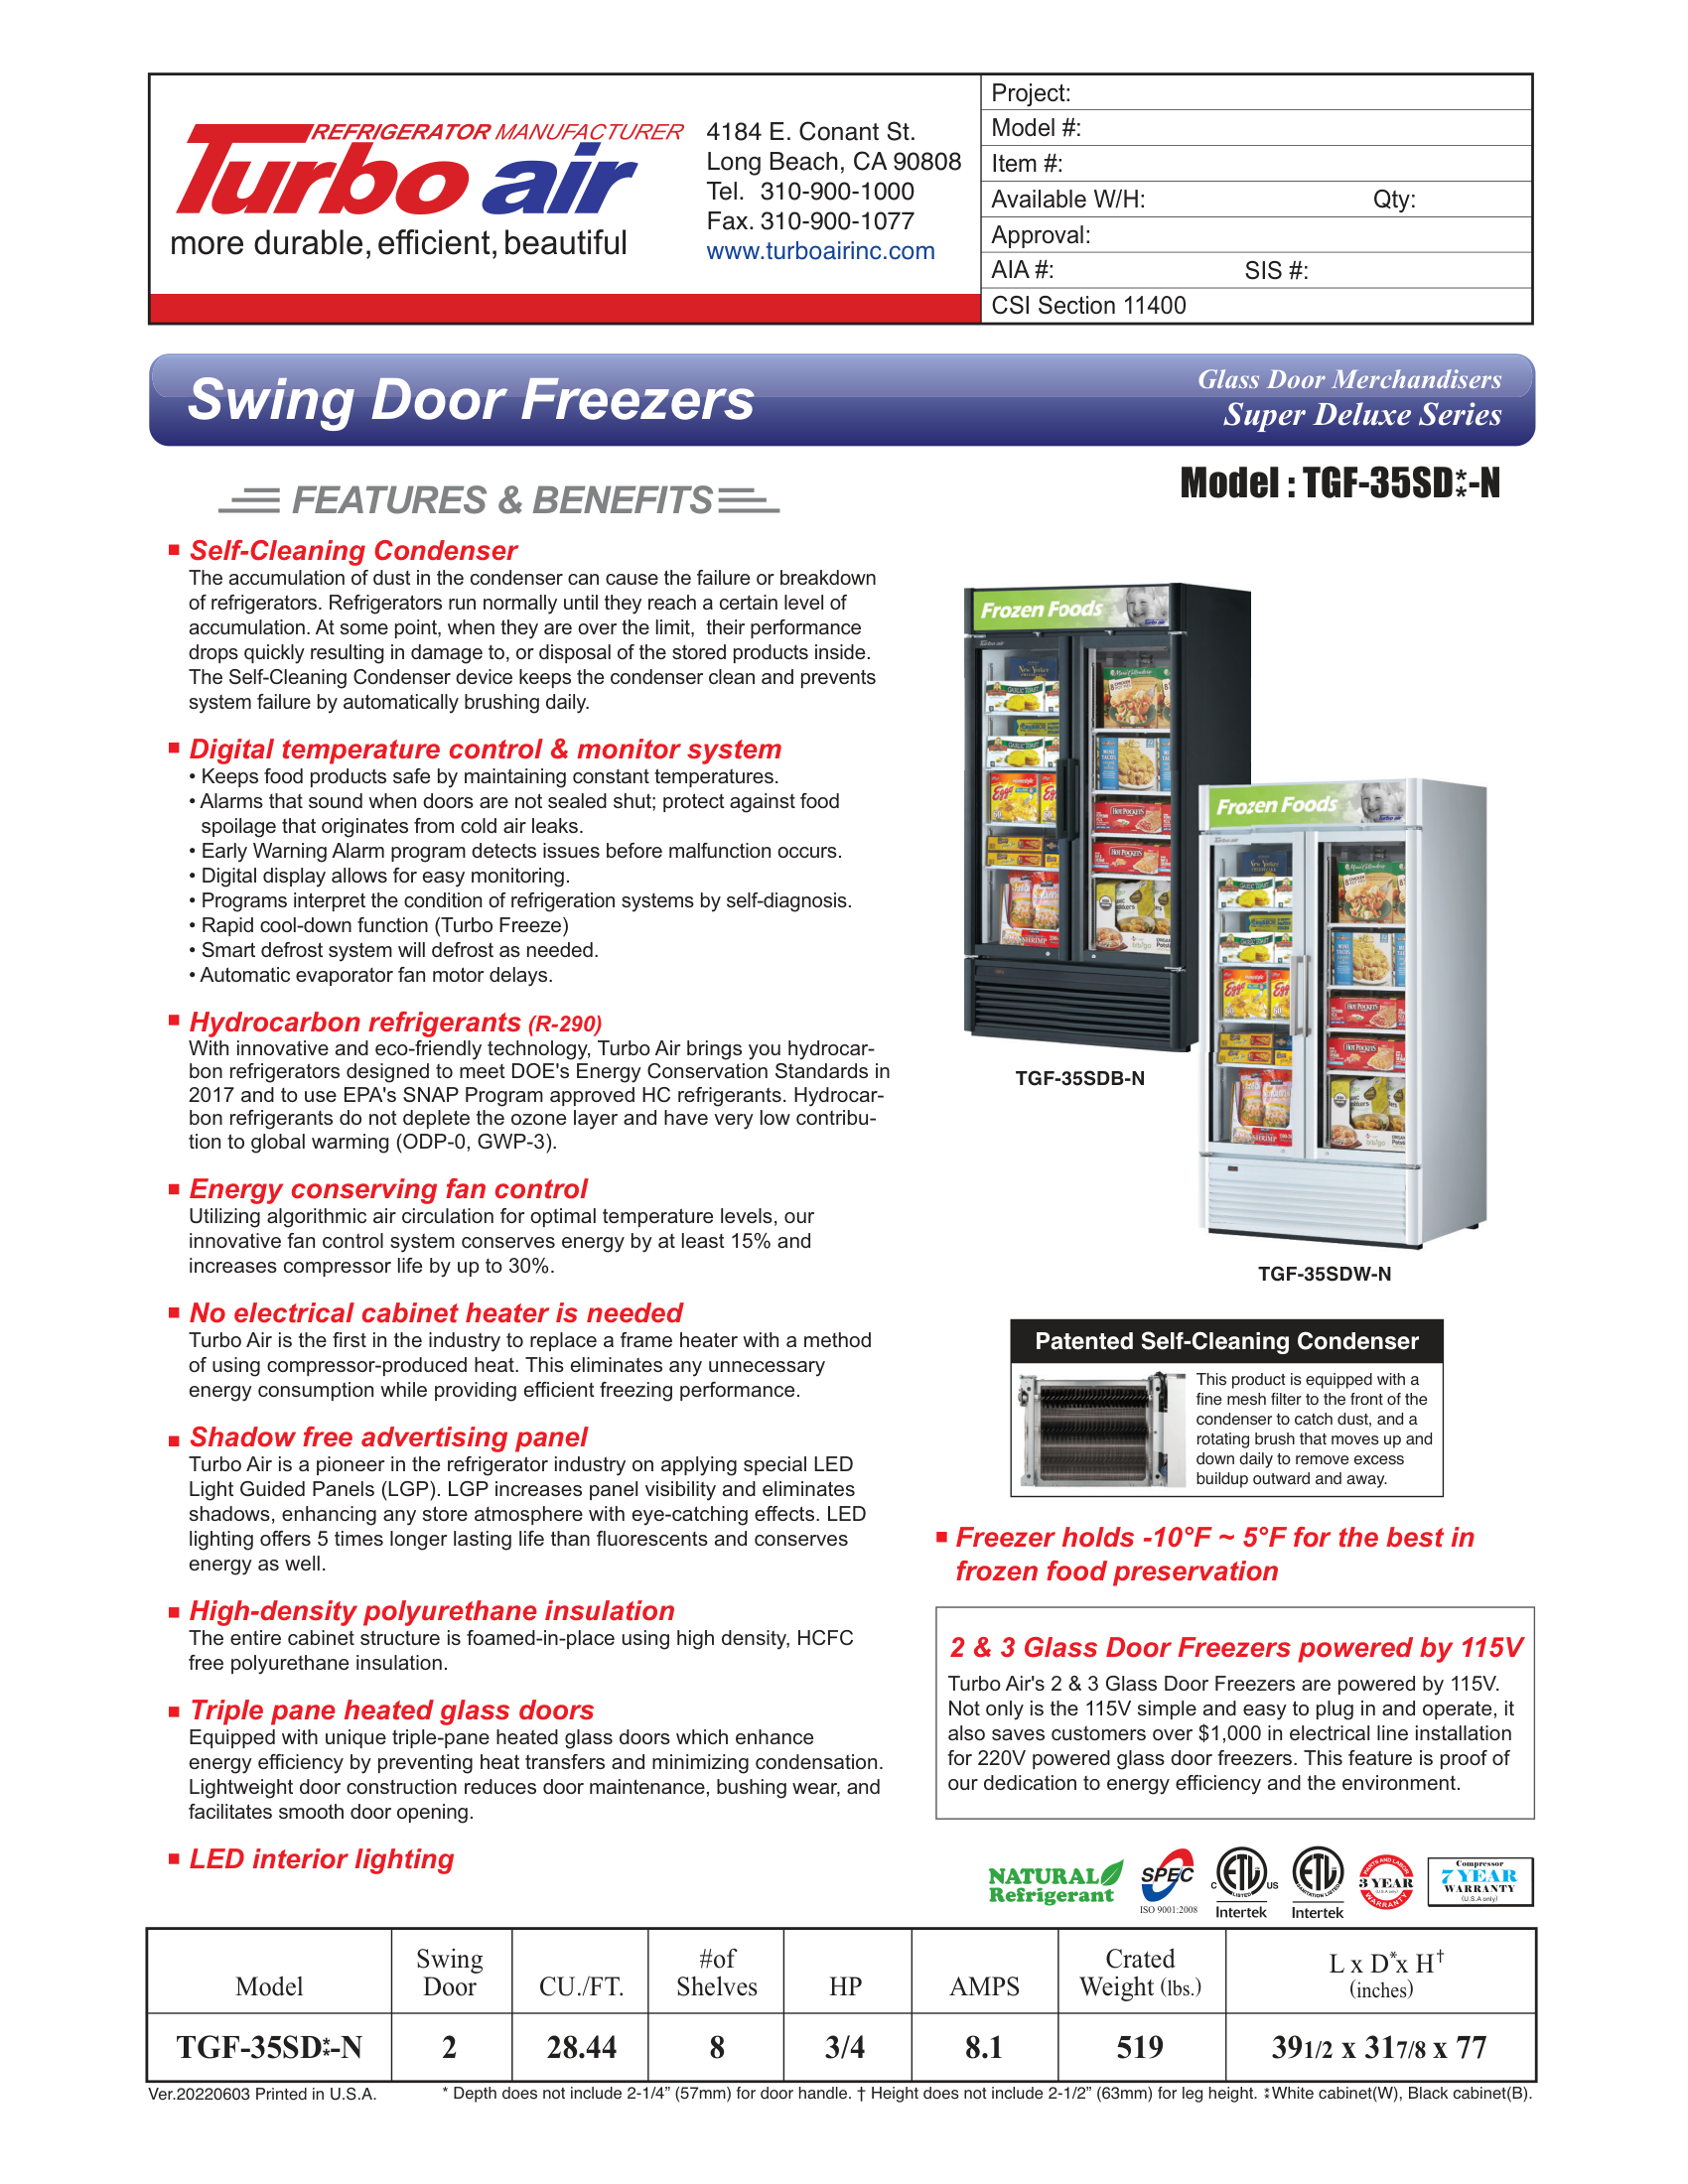 REFRIGERATOR MANUFACTURER
Turbo air
more durable, efficient, beautiful
4184 E. Conant St.
Long Beach, CA 90808
Tel. 310-900-1000
Fax. 310-900-1077
www.turboairinc.com
Project:
Model #:
Item #:
Available W/H: Qty:
Approval:
AIA #: SIS #:
CSI Section 11400
Swing Door Freezers
Glass Door Merchandisers
Super Deluxe Series
Model : TGF-35SD⁑-N
FEATURES & BENEFITS
Self-Cleaning Condenser
The accumulation of dust in the condenser can cause the failure or breakdown
of refrigerators. Refrigerators run normally until they reach a certain level of
accumulation. At some point, when they are over the limit, their performance
drops quickly resulting in damage to, or disposal of the stored products inside.
The Self-Cleaning Condenser device keeps the condenser clean and prevents
system failure by automatically brushing daily.
Digital temperature control & monitor system
• Keeps food products safe by maintaining constant temperatures.
• Alarms that sound when doors are not sealed shut; protect against food
spoilage that originates from cold air leaks.
• Early Warning Alarm program detects issues before malfunction occurs.
• Digital display allows for easy monitoring.
• Programs interpret the condition of refrigeration systems by self-diagnosis.
• Rapid cool-down function (Turbo Freeze)
• Smart defrost system will defrost as needed.
• Automatic evaporator fan motor delays.
Hydrocarbon refrigerants (R-290)
With innovative and eco-friendly technology, Turbo Air brings you hydrocar-
bon refrigerators designed to meet DOE's Energy Conservation Standards in
2017 and to use EPA's SNAP Program approved HC refrigerants. Hydrocar-
bon refrigerants do not deplete the ozone layer and have very low contribu-
tion to global warming (ODP-0, GWP-3).
Energy conserving fan control
Utilizing algorithmic air circulation for optimal temperature levels, our
innovative fan control system conserves energy by at least 15% and
increases compressor life by up to 30%.
No electrical cabinet heater is needed
Turbo Air is the first in the industry to replace a frame heater with a method
of using compressor-produced heat. This eliminates any unnecessary
energy consumption while providing efficient freezing performance.
Shadow free advertising panel
Turbo Air is a pioneer in the refrigerator industry on applying special LED
Light Guided Panels (LGP). LGP increases panel visibility and eliminates
shadows, enhancing any store atmosphere with eye-catching effects. LED
lighting offers 5 times longer lasting life than fluorescents and conserves
energy as well.
High-density polyurethane insulation
The entire cabinet structure is foamed-in-place using high density, HCFC
free polyurethane insulation.
Triple pane heated glass doors
Equipped with unique triple-pane heated glass doors which enhance
energy efficiency by preventing heat transfers and minimizing condensation.
Lightweight door construction reduces door maintenance, bushing wear, and
facilitates smooth door opening.
LED interior lighting
Frozen Foods
TGF-35SDB-N
Frozen Foods
TGF-35SDW-N
Patented Self-Cleaning Condenser
This product is equipped with a
fine mesh filter to the front of the
condenser to catch dust, and a
rotating brush that moves up and
down daily to remove excess
buildup outward and away.
Freezer holds -10°F ~ 5°F for the best in
frozen food preservation
2 & 3 Glass Door Freezers powered by 115V
Turbo Air's 2 & 3 Glass Door Freezers are powered by 115V.
Not only is the 115V simple and easy to plug in and operate, it
also saves customers over $1,000 in electrical line installation
for 220V powered glass door freezers. This feature is proof of
our dedication to energy efficiency and the environment.
NATURAL
Refrigerant
SPEC
ISO 9001:2008
ETL LISTED C US
Intertek
ETL SANITATION LISTED
Intertek
PARTS AND LABOR
3 YEAR
(U.S.A only)
WARRANTY
Compressor
7 YEAR
WARRANTY
(U.S.A only)
Model Swing Door CU./FT. #of Shelves HP AMPS Crated Weight (lbs.) L x D* x H† (inches)
TGF-35SD⁑-N 2 28.44 8 3/4 8.1 519 39 1/2 x 31 7/8 x 77
Ver.20220603 Printed in U.S.A. * Depth does not include 2-1/4” (57mm) for door handle. † Height does not include 2-1/2” (63mm) for leg height. ⁑White cabinet(W), Black cabinet(B).